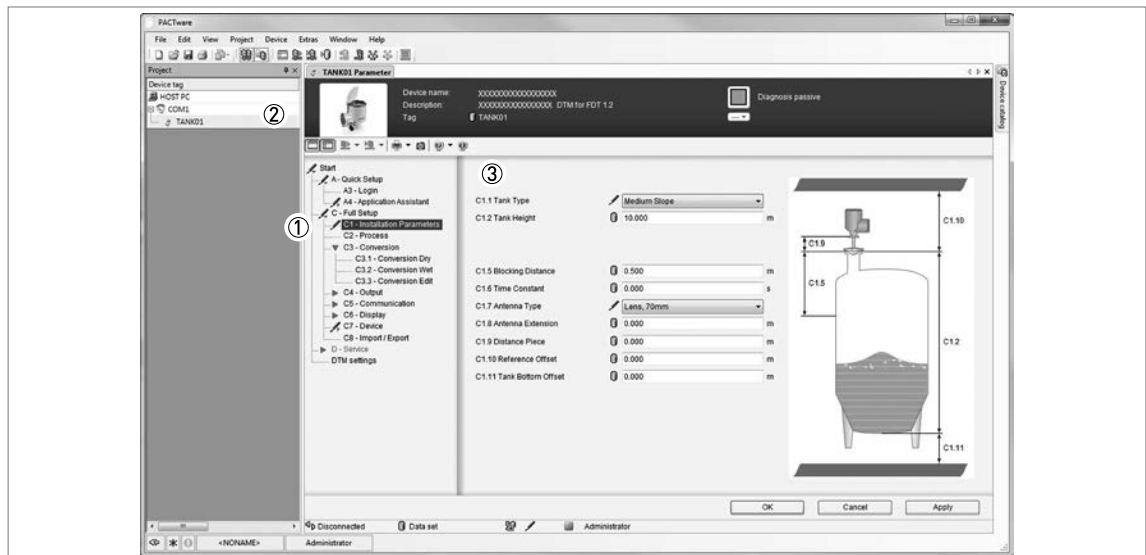 PACTware
File Edit View Project Device Extras Window Help
Project
TANK01 Parameter
Device tag
HOST PC
COM1
TANK01
②
Device name: XXXXXXXXXXXXXXXXX
Description: XXXXXXXXXXXXXXXX DTM for FDT 1.2
Tag TANK01
Diagnosis passive
Device catalog
①
Start
A - Quick Setup
A3 - Login
A4 - Application Assistant
C - Full Setup
C1 - Installation Parameters
C2 - Process
C3 - Conversion
C3.1 - Conversion Dry
C3.2 - Conversion Wet
C3.3 - Conversion Edit
C4 - Output
C5 - Communication
C6 - Display
C7 - Device
C8 - Import / Export
D - Service
DTM settings
③
C1.1 Tank Type Medium Slope
C1.2 Tank Height 10.000 m
C1.5 Blocking Distance 0.500 m
C1.6 Time Constant 0.000 s
C1.7 Antenna Type Lens, 70mm
C1.8 Antenna Extension 0.000 m
C1.9 Distance Piece 0.000 m
C1.10 Reference Offset 0.000 m
C1.11 Tank Bottom Offset 0.000 m
C1.10
C1.9
C1.5
C1.2
C1.11
OK Cancel Apply
Disconnected Data set Administrator
<NONAME> Administrator